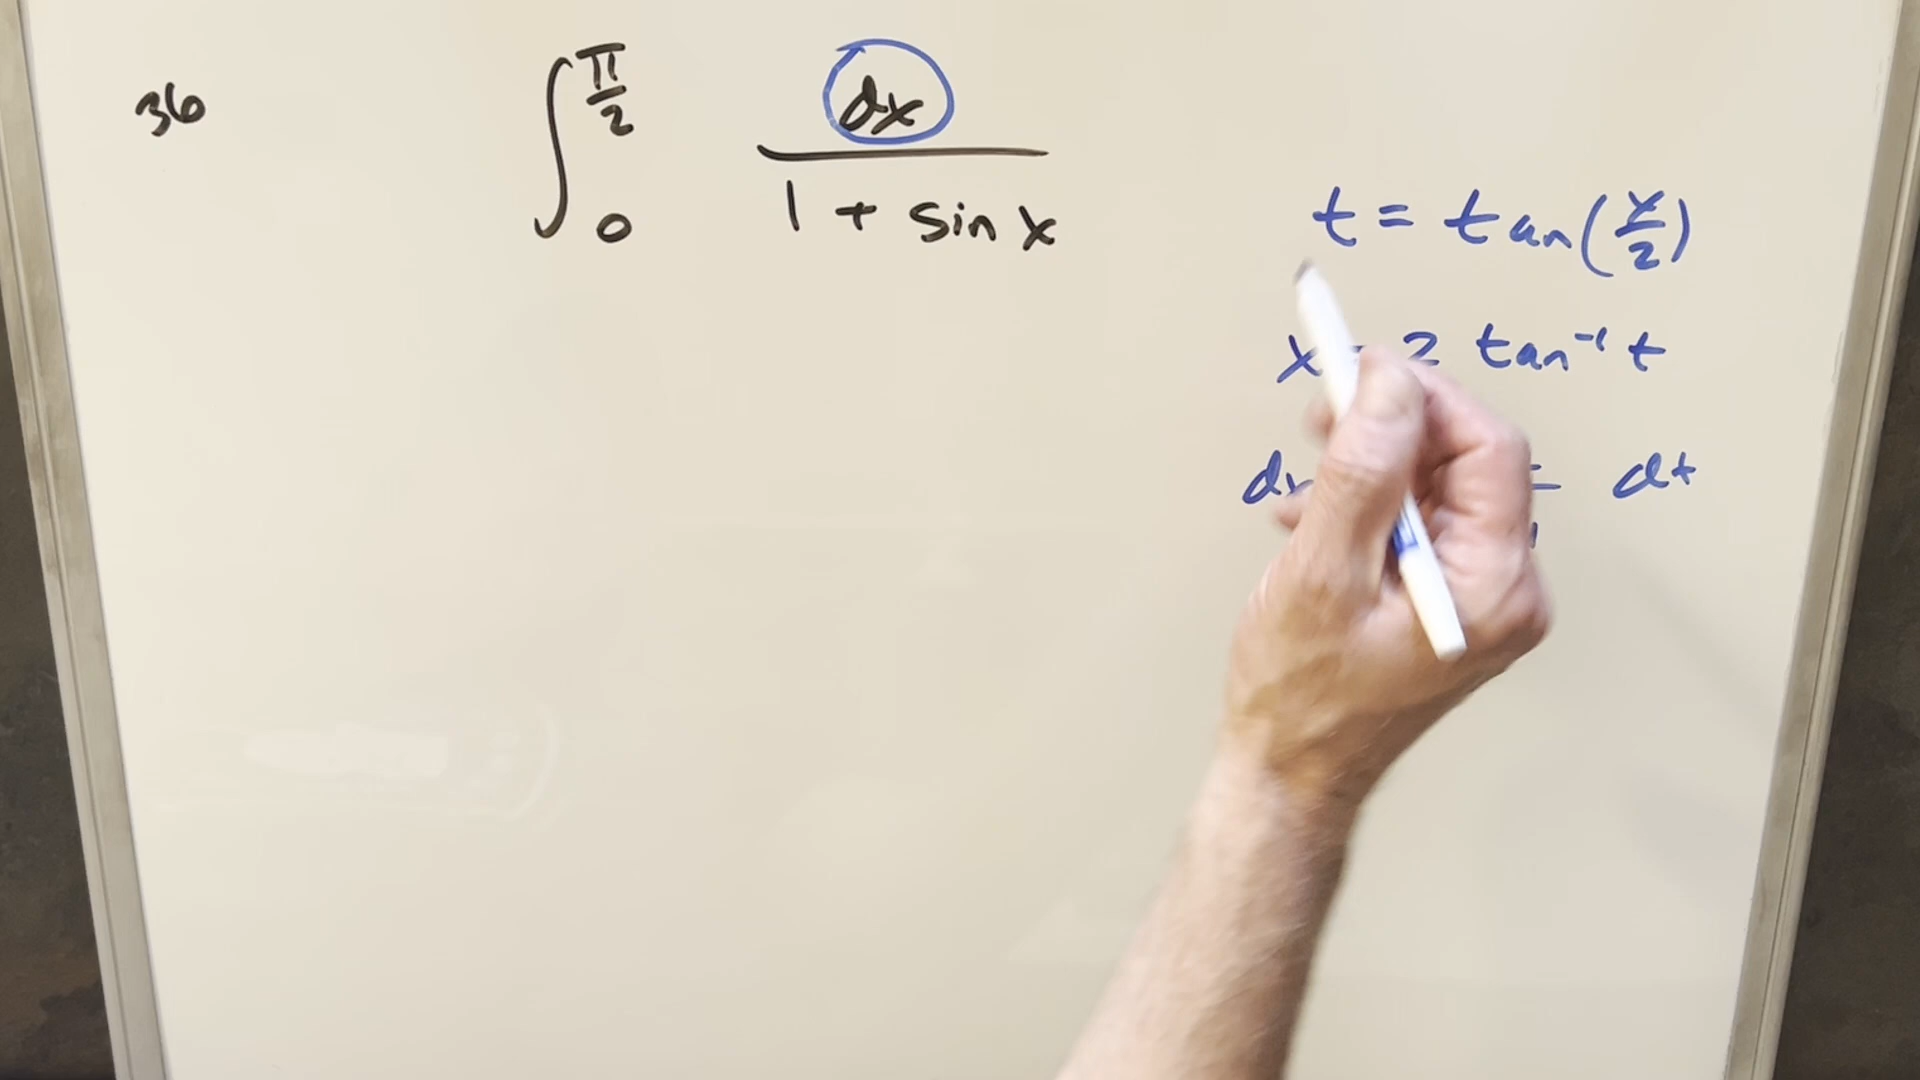 36
∫₀^(π/2) dx / (1 + sin x)
t = tan(x/2)
x = 2 tan⁻¹ t
dx dt